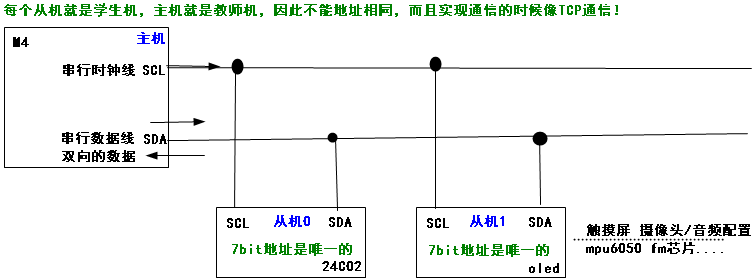 每个从机就是学生机，主机就是教师机，因此不能地址相同，而且实现通信的时候像TCP通信！
M4 主机
串行时钟线 SCL
串行数据线 SDA
双向的数据
SCL 从机0 SDA
7bit地址是唯一的
24C02
SCL 从机1 SDA
7bit地址是唯一的
oled
触摸屏 摄像头/音频配置
mpu6050 fm芯片....